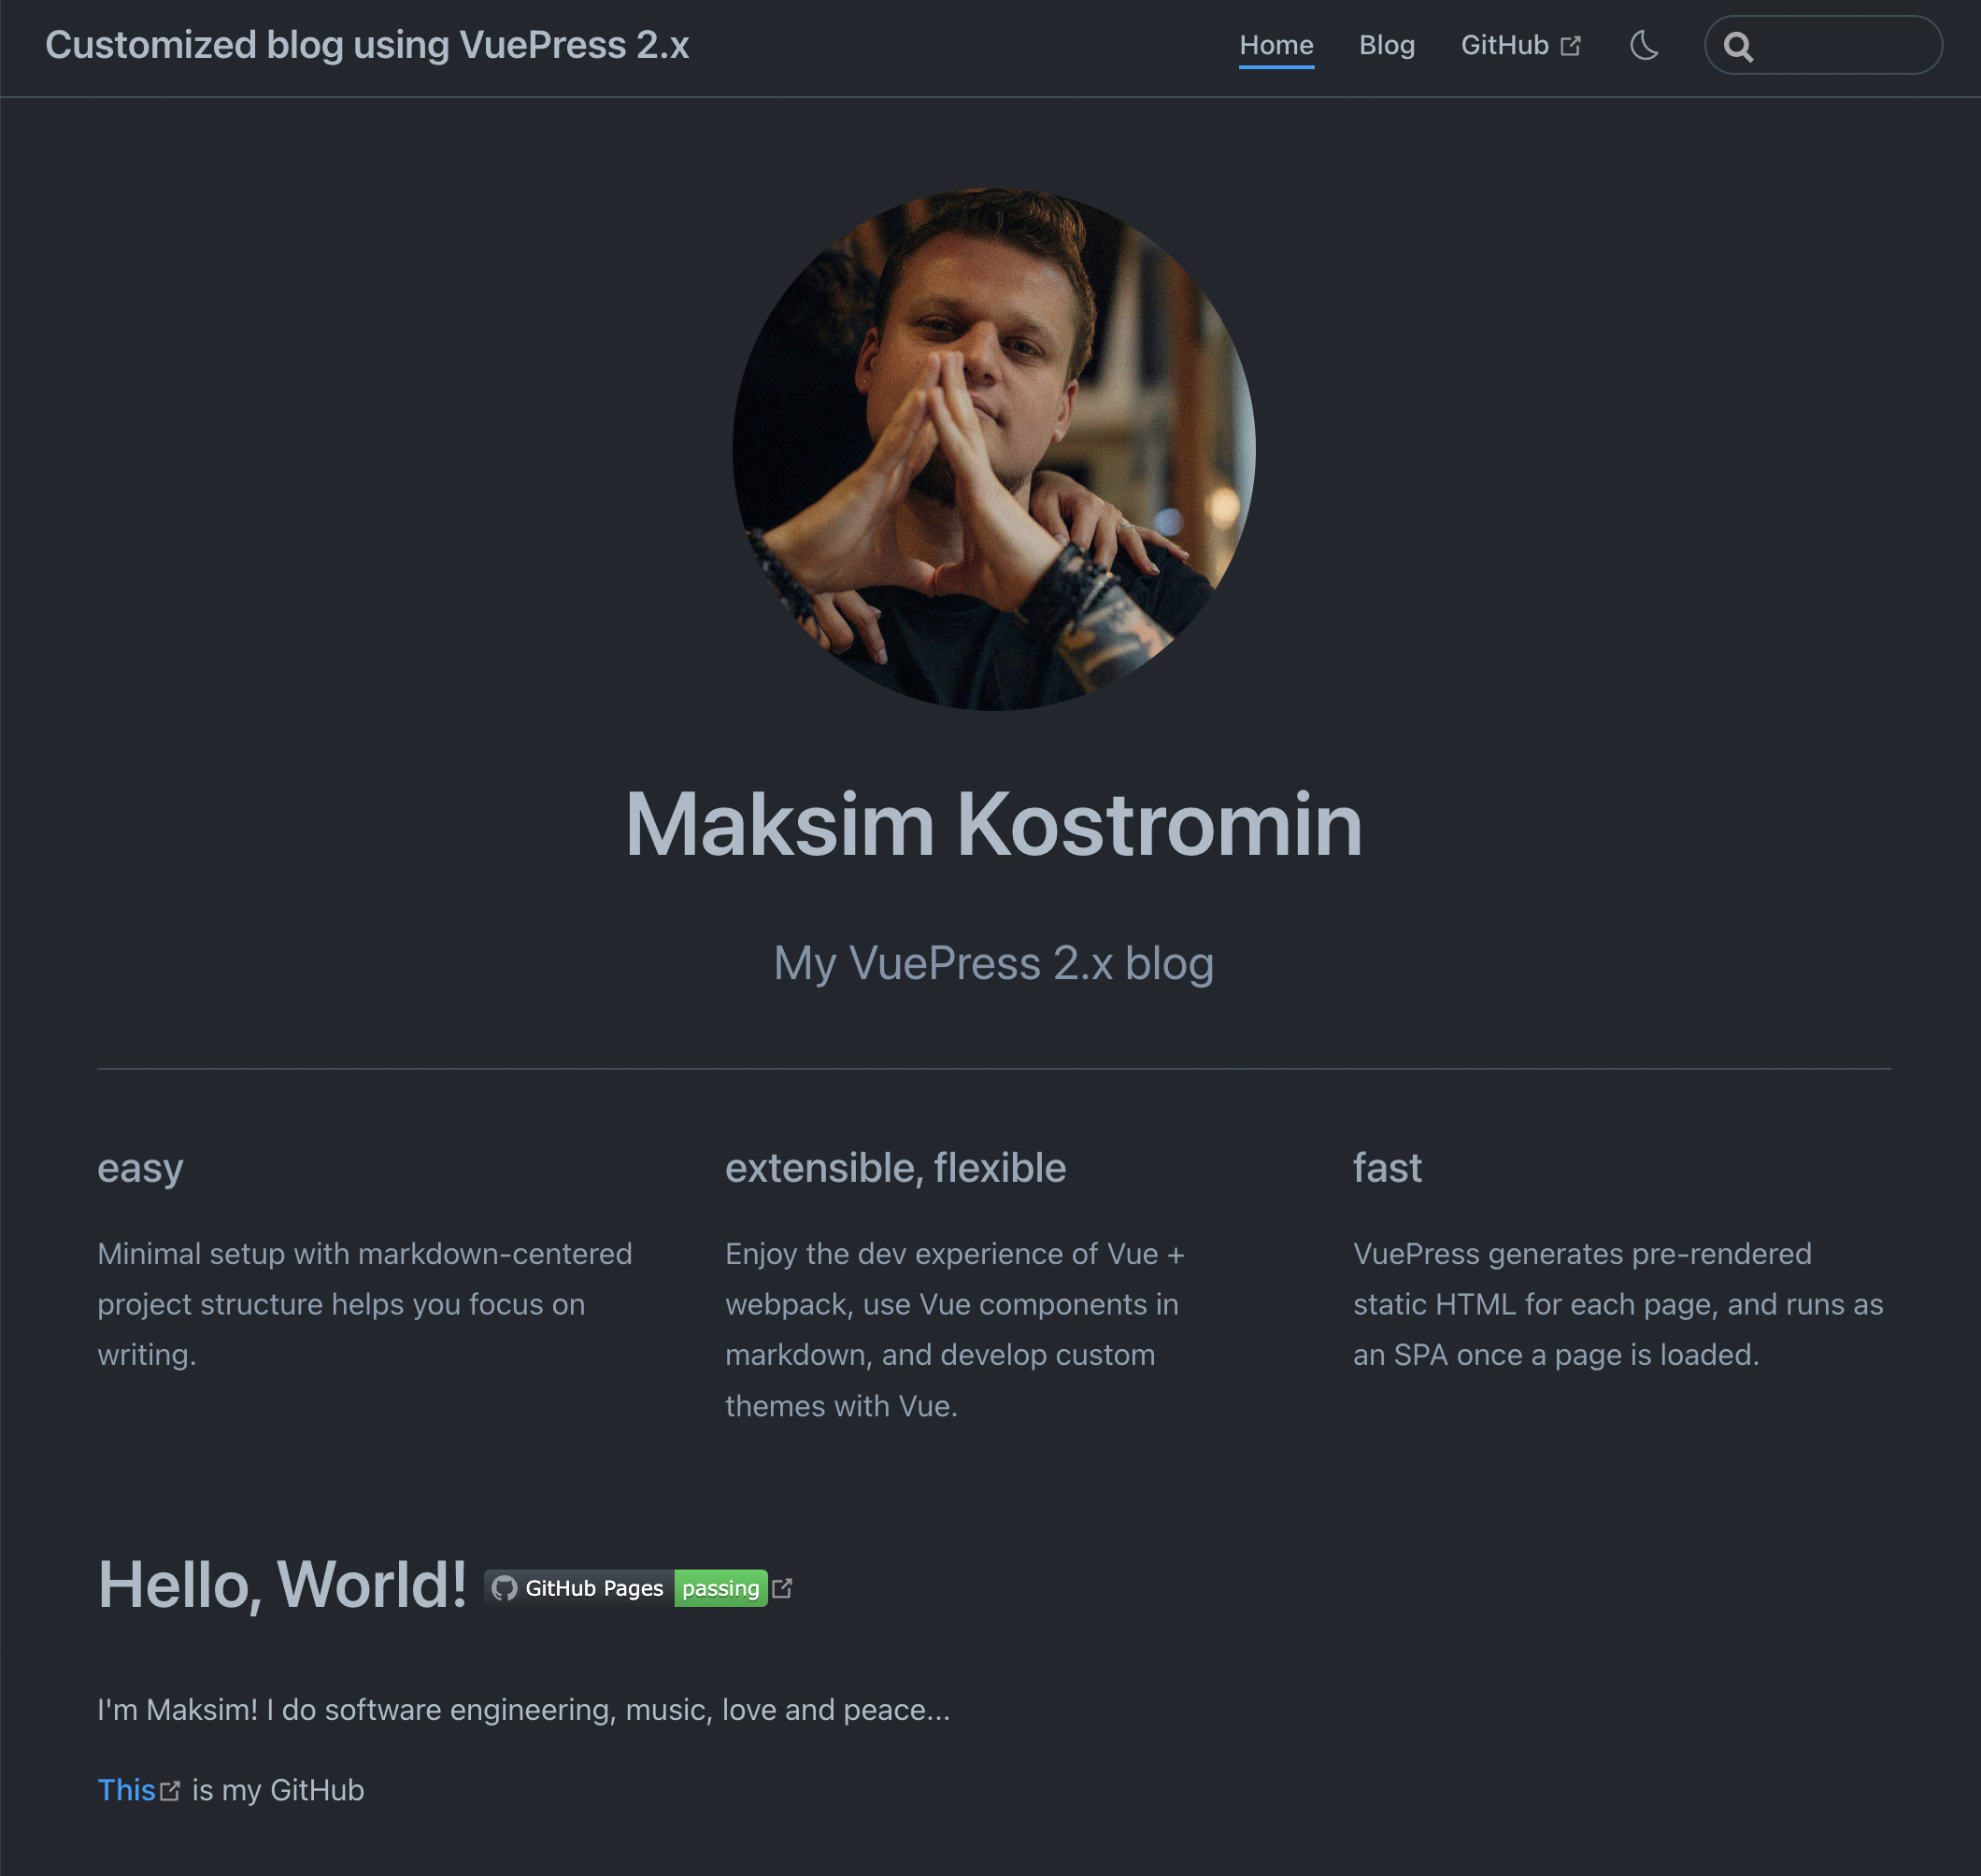 Customized blog using VuePress 2.x
Home
Blog
GitHub
Maksim Kostromin
My VuePress 2.x blog
easy
Minimal setup with markdown-centered
project structure helps you focus on
writing.
extensible, flexible
Enjoy the dev experience of Vue +
webpack, use Vue components in
markdown, and develop custom
themes with Vue.
fast
VuePress generates pre-rendered
static HTML for each page, and runs as
an SPA once a page is loaded.
Hello, World! GitHub Pages passing
I'm Maksim! I do software engineering, music, love and peace...
This is my GitHub